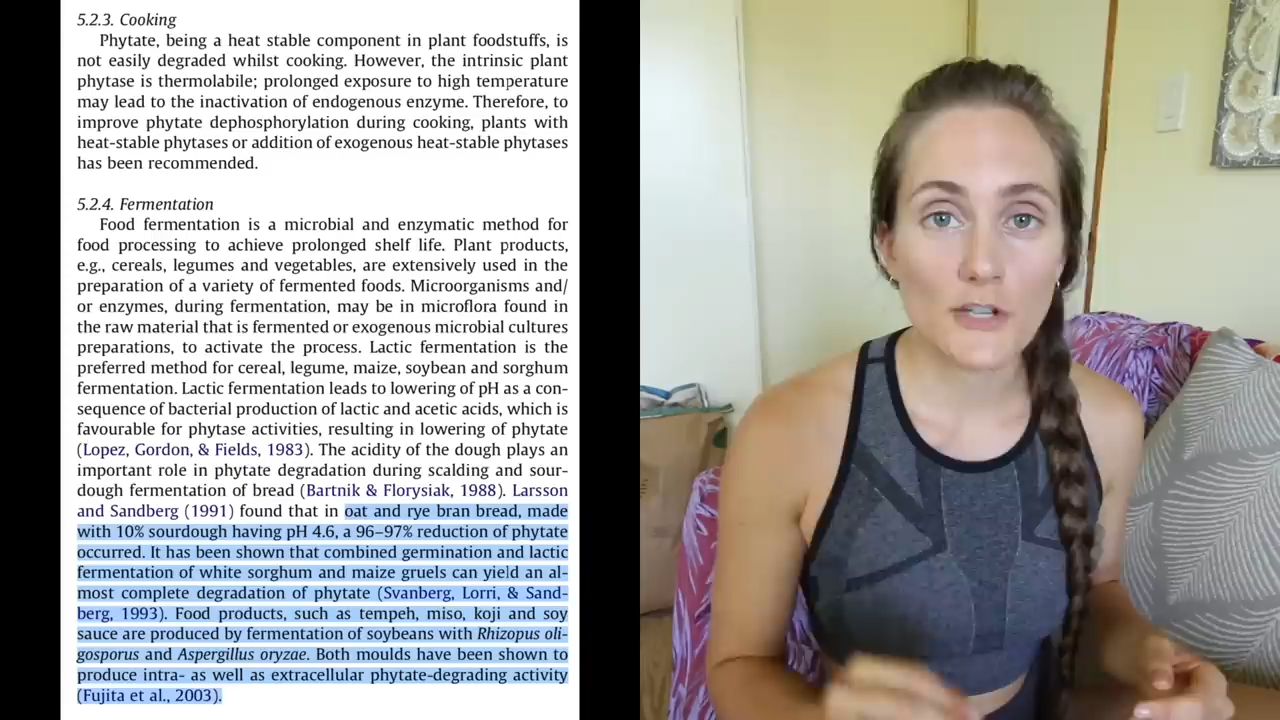 5.2.3. Cooking
Phytate, being a heat stable component in plant foodstuffs, is
not easily degraded whilst cooking. However, the intrinsic plant
phytase is thermolabile; prolonged exposure to high temperature
may lead to the inactivation of endogenous enzyme. Therefore, to
improve phytate dephosphorylation during cooking, plants with
heat-stable phytases or addition of exogenous heat-stable phytases
has been recommended.
5.2.4. Fermentation
Food fermentation is a microbial and enzymatic method for
food processing to achieve prolonged shelf life. Plant products,
e.g., cereals, legumes and vegetables, are extensively used in the
preparation of a variety of fermented foods. Microorganisms and/
or enzymes, during fermentation, may be in microflora found in
the raw material that is fermented or exogenous microbial cultures
preparations, to activate the process. Lactic fermentation is the
preferred method for cereal, legume, maize, soybean and sorghum
fermentation. Lactic fermentation leads to lowering of pH as a con-
sequence of bacterial production of lactic and acetic acids, which is
favourable for phytase activities, resulting in lowering of phytate
(Lopez, Gordon, & Fields, 1983). The acidity of the dough plays an
important role in phytate degradation during scalding and sour-
dough fermentation of bread (Bartnik & Florysiak, 1988). Larsson
and Sandberg (1991) found that in oat and rye bran bread, made
with 10% sourdough having pH 4.6, a 96–97% reduction of phytate
occurred. It has been shown that combined germination and lactic
fermentation of white sorghum and maize gruels can yield an al-
most complete degradation of phytate (Svanberg, Lorri, & Sand-
berg, 1993). Food products, such as tempeh, miso, koji and soy
sauce are produced by fermentation of soybeans with Rhizopus oli-
gosporus and Aspergillus oryzae. Both moulds have been shown to
produce intra- as well as extracellular phytate-degrading activity
(Fujita et al., 2003).